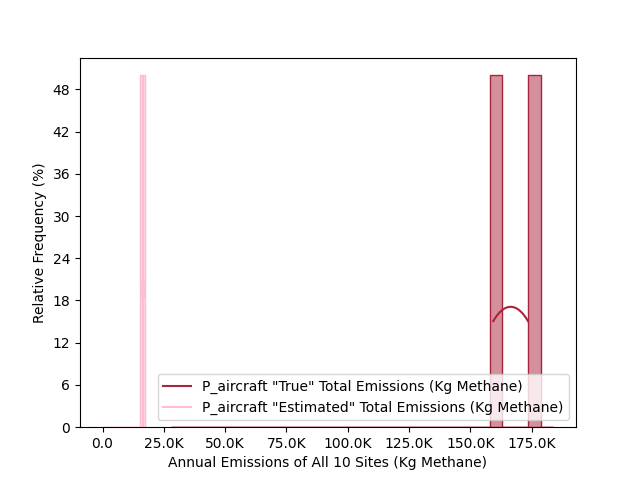 48
42
36
30
24
18
12
6
0
Relative Frequency (%)
P_aircraft "True" Total Emissions (Kg Methane)
P_aircraft "Estimated" Total Emissions (Kg Methane)
0.0 25.0K 50.0K 75.0K 100.0K 125.0K 150.0K 175.0K
Annual Emissions of All 10 Sites (Kg Methane)